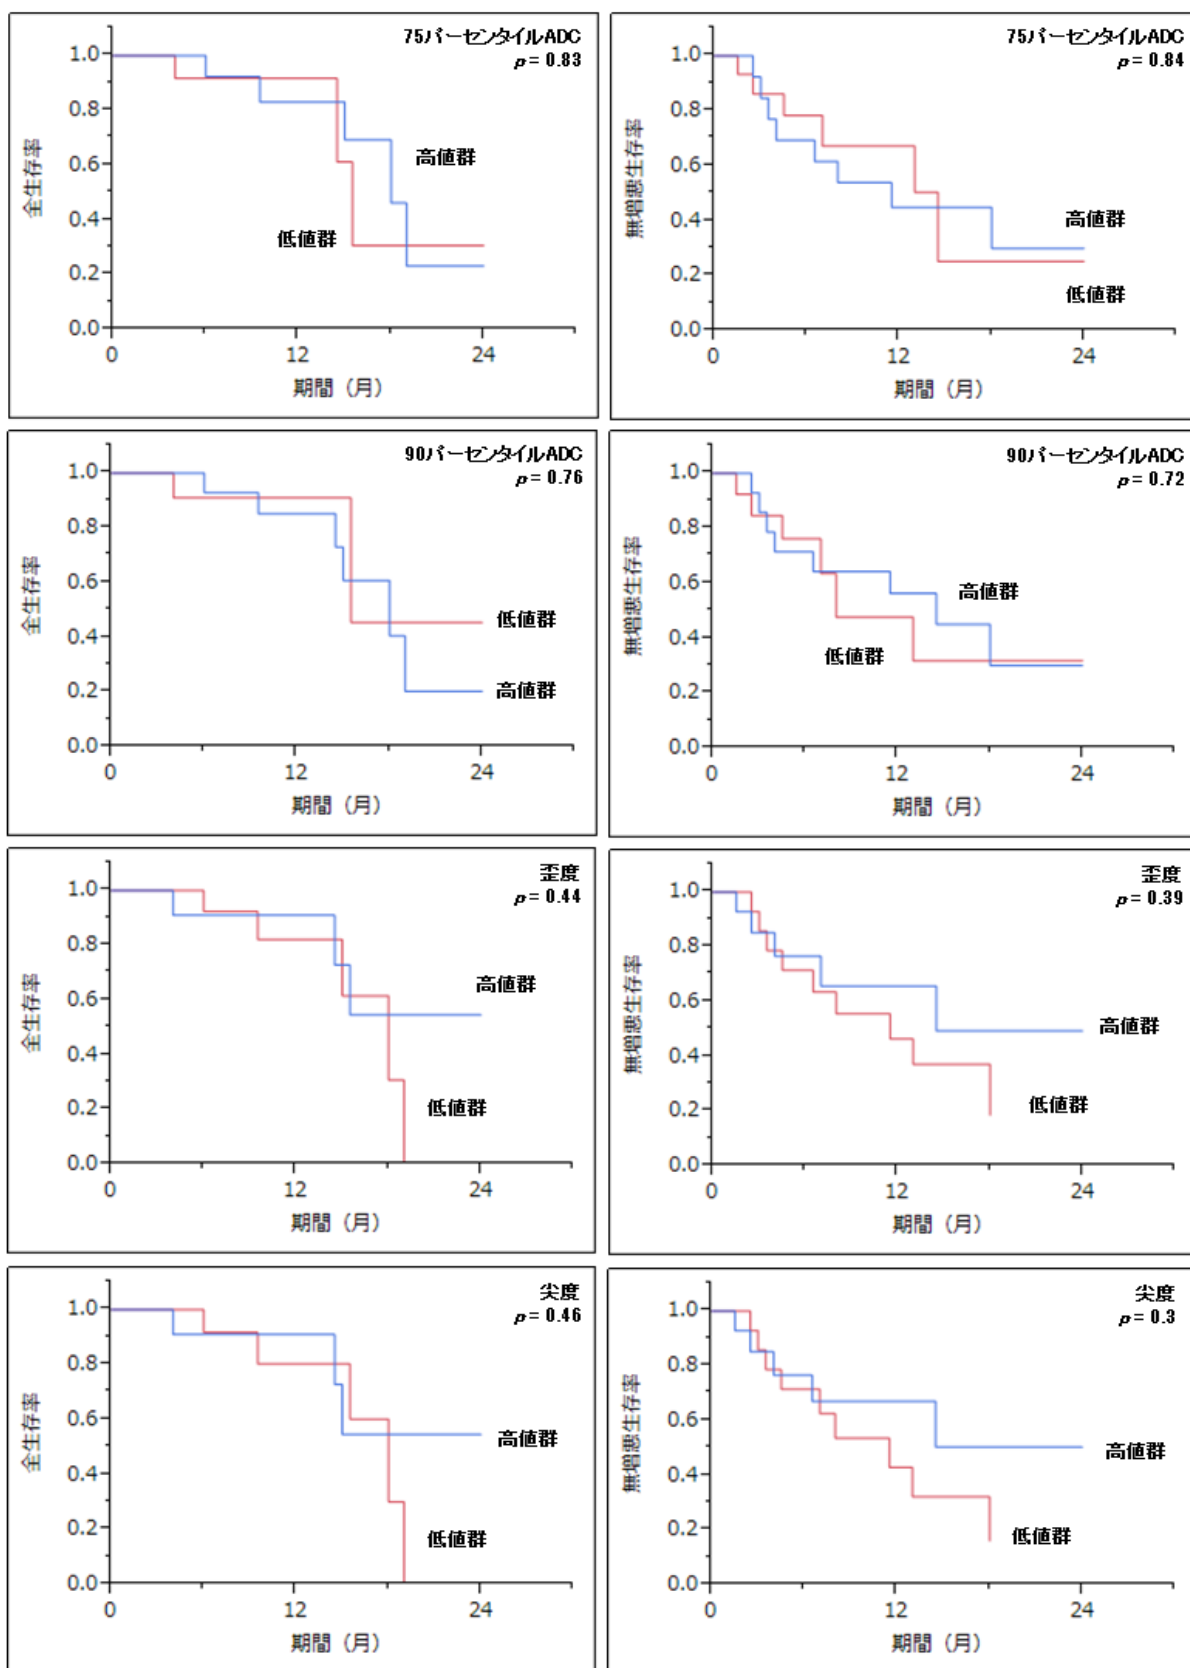 75パーセンタイルADC
p = 0.83
1.0
0.8
0.6
0.4
0.2
0.0
全生存率
高値群
低値群
0
12
24
期間（月）
75パーセンタイルADC
p = 0.84
1.0
0.8
0.6
0.4
0.2
0.0
無増悪生存率
高値群
低値群
0
12
24
期間（月）
90パーセンタイルADC
p = 0.76
1.0
0.8
0.6
0.4
0.2
0.0
全生存率
低値群
高値群
0
12
24
期間（月）
90パーセンタイルADC
p = 0.72
1.0
0.8
0.6
0.4
0.2
0.0
無増悪生存率
高値群
低値群
0
12
24
期間（月）
歪度
p = 0.44
1.0
0.8
0.6
0.4
0.2
0.0
全生存率
高値群
低値群
0
12
24
期間（月）
歪度
p = 0.39
1.0
0.8
0.6
0.4
0.2
0.0
無増悪生存率
高値群
低値群
0
12
24
期間（月）
尖度
p = 0.46
1.0
0.8
0.6
0.4
0.2
0.0
全生存率
高値群
低値群
0
12
24
期間（月）
尖度
p = 0.3
1.0
0.8
0.6
0.4
0.2
0.0
無増悪生存率
高値群
低値群
0
12
24
期間（月）